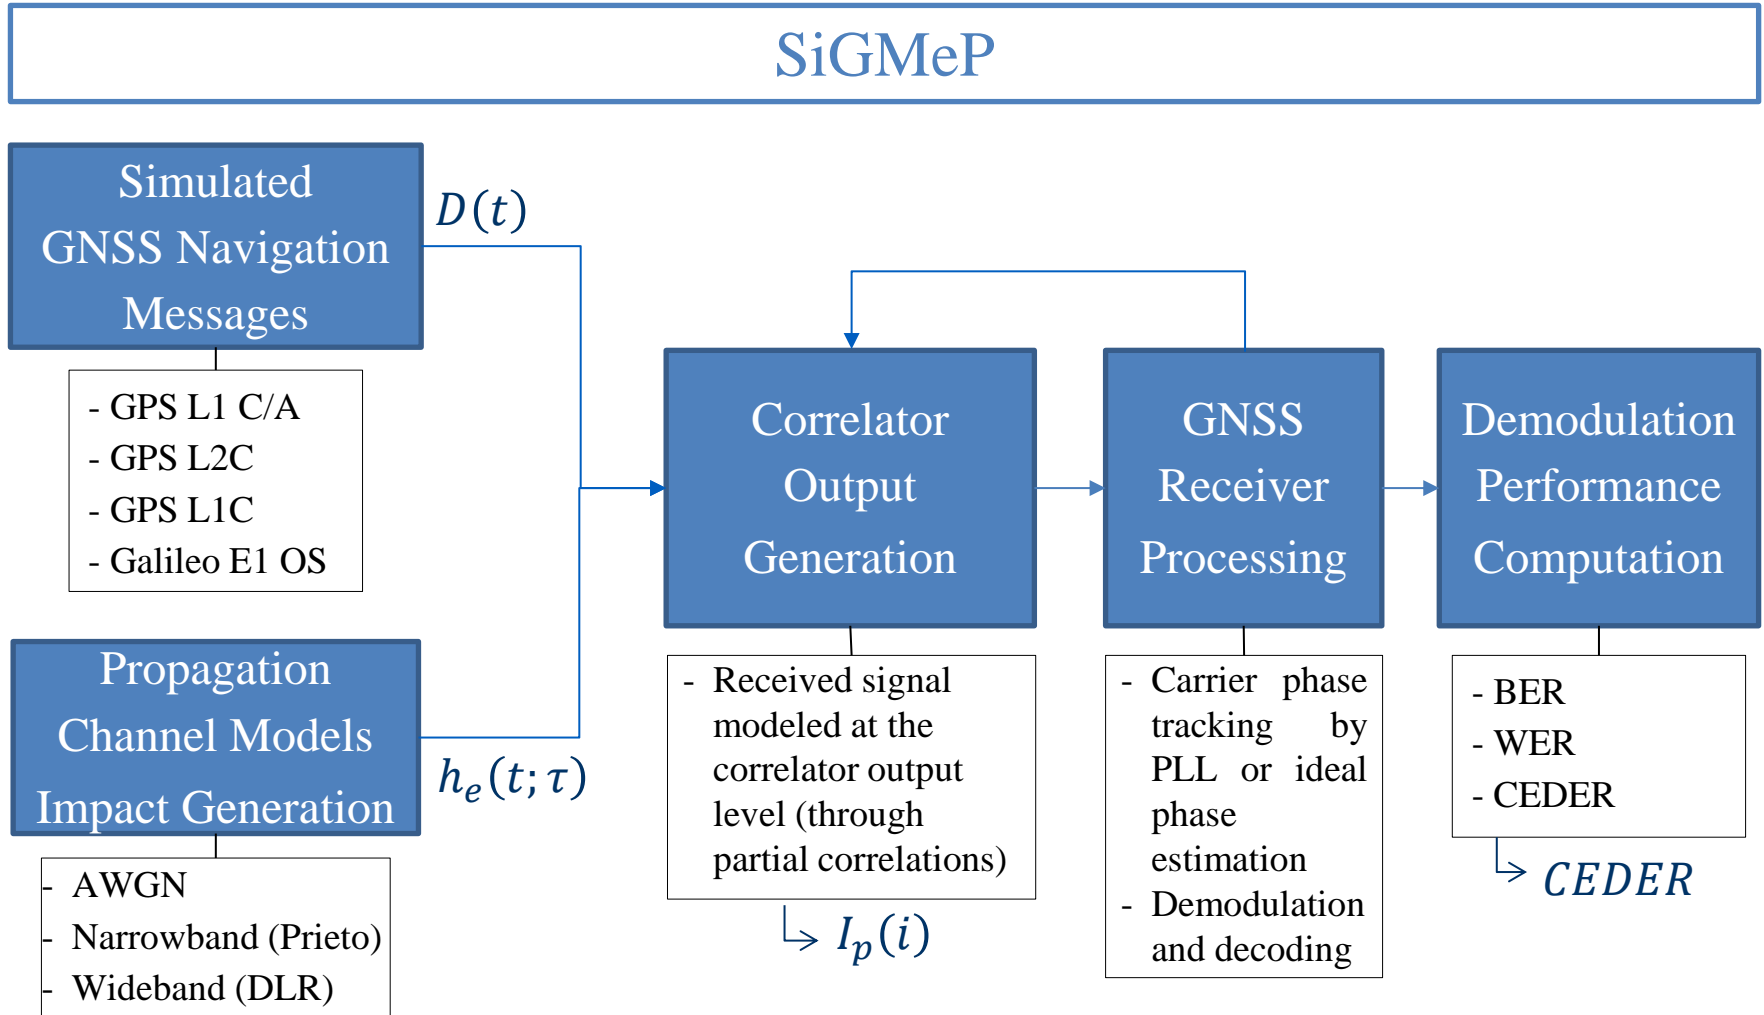 SiGMeP
Simulated
GNSS Navigation
Messages
D(t)
- GPS L1 C/A
- GPS L2C
- GPS L1C
- Galileo E1 OS
Propagation
Channel Models
Impact Generation
h_e(t; τ)
- AWGN
- Narrowband (Prieto)
- Wideband (DLR)
Correlator
Output
Generation
- Received signal
modeled at the
correlator output
level (through
partial correlations)
I_p(i)
GNSS
Receiver
Processing
- Carrier phase
tracking by
PLL or ideal
phase
estimation
- Demodulation
and decoding
Demodulation
Performance
Computation
- BER
- WER
- CEDER
CEDER